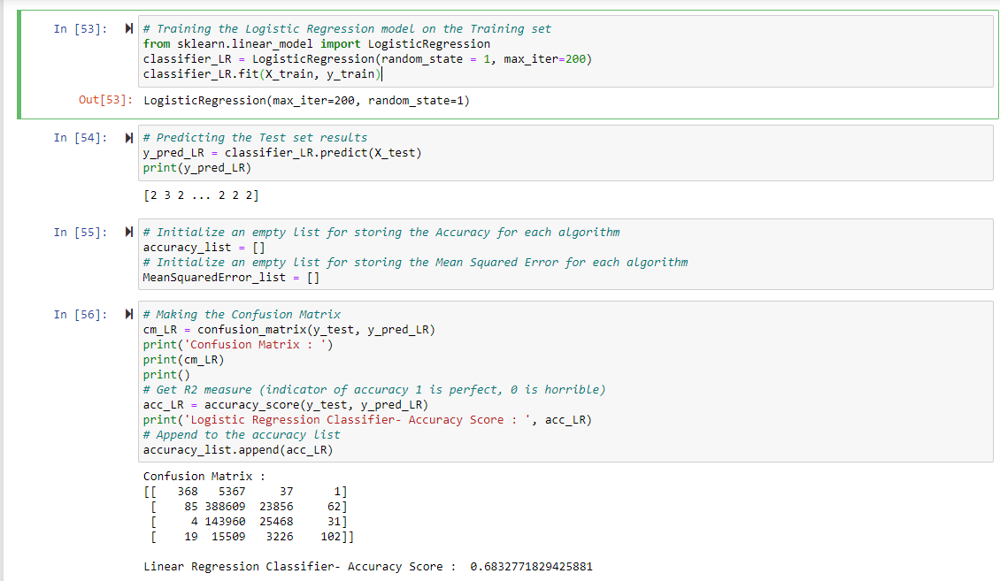 In [53]: # Training the Logistic Regression model on the Training set
from sklearn.linear_model import LogisticRegression
classifier_LR = LogisticRegression(random_state = 1, max_iter=200)
classifier_LR.fit(X_train, y_train)
Out[53]: LogisticRegression(max_iter=200, random_state=1)
In [54]: # Predicting the Test set results
y_pred_LR = classifier_LR.predict(X_test)
print(y_pred_LR)
[2 3 2 ... 2 2 2]
In [55]: # Initialize an empty list for storing the Accuracy for each algorithm
accuracy_list = []
# Initialize an empty list for storing the Mean Squared Error for each algorithm
MeanSquaredError_list = []
In [56]: # Making the Confusion Matrix
cm_LR = confusion_matrix(y_test, y_pred_LR)
print('Confusion Matrix : ')
print(cm_LR)
print()
# Get R2 measure (indicator of accuracy 1 is perfect, 0 is horrible)
acc_LR = accuracy_score(y_test, y_pred_LR)
print('Logistic Regression Classifier- Accuracy Score : ', acc_LR)
# Append to the accuracy list
accuracy_list.append(acc_LR)
Confusion Matrix :
[[   368   5367     37      1]
 [    85 388609  23856     62]
 [     4 143960  25468     31]
 [    19  15509   3226    102]]
Linear Regression Classifier- Accuracy Score :  0.6832771829425881